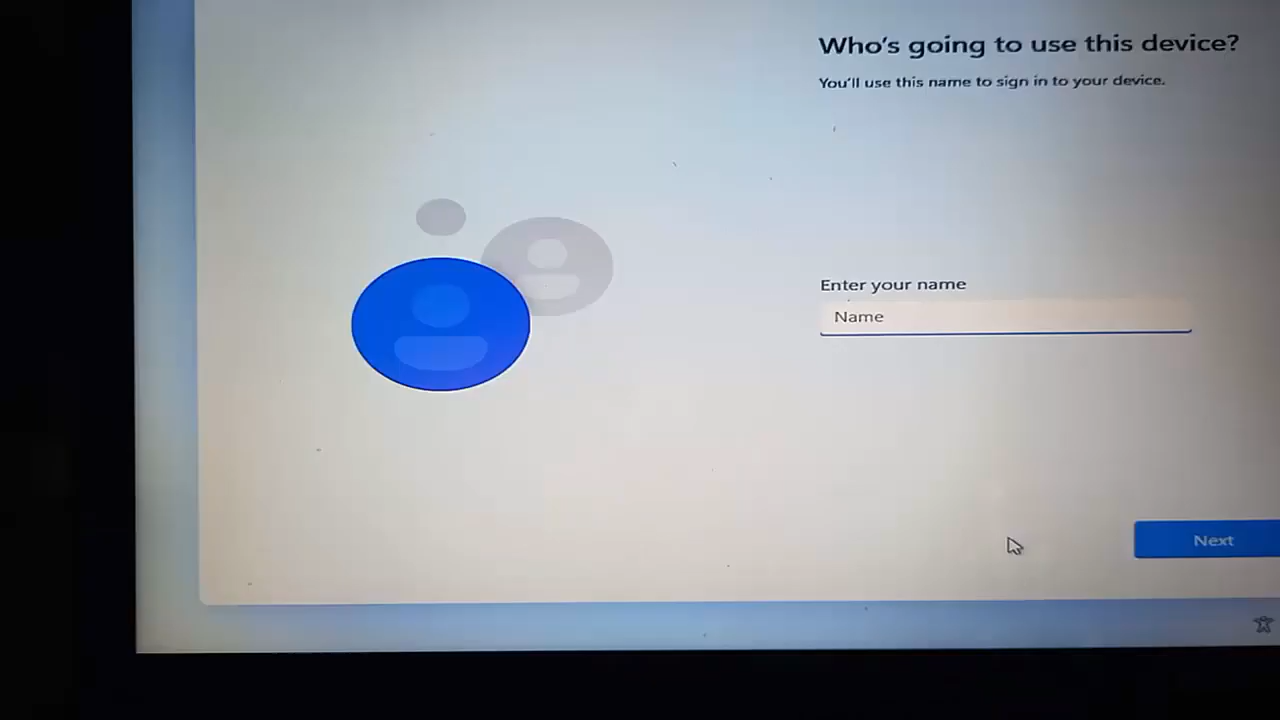 Who's going to use this device?
You'll use this name to sign in to your device.
Enter your name
Name
Next